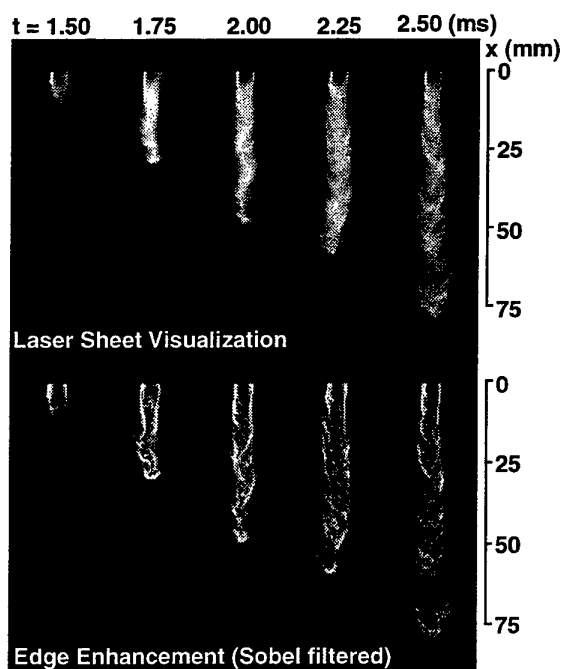 t = 1.50 1.75 2.00 2.25 2.50 (ms)
x (mm)
0
25
50
75
Laser Sheet Visualization
0
25
50
75
Edge Enhancement (Sobel filtered)